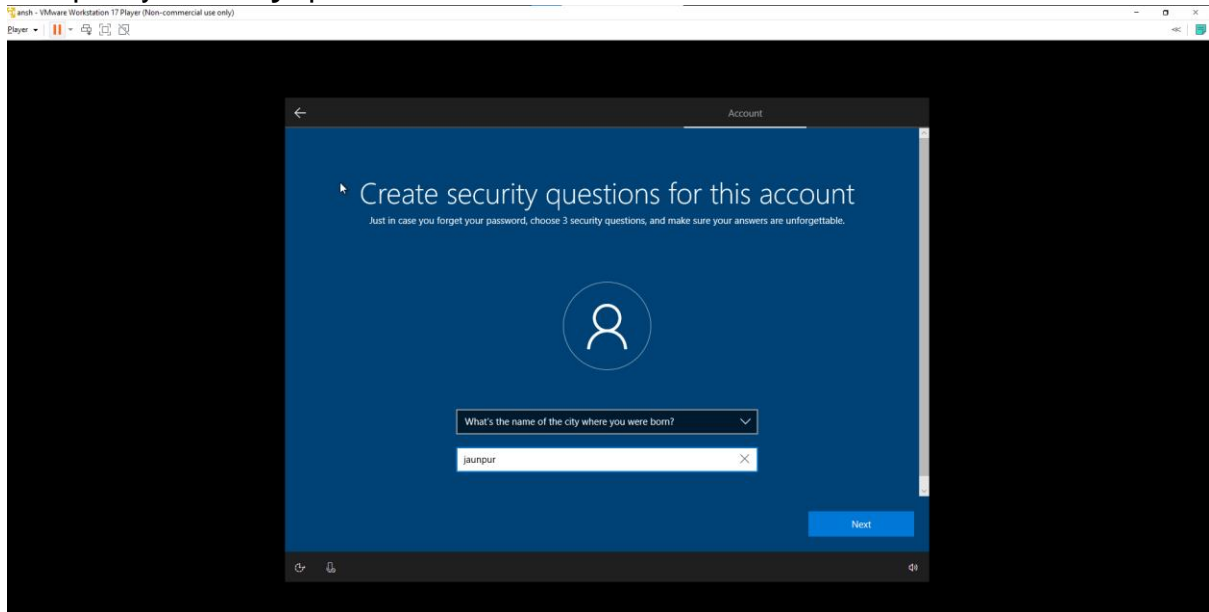 ansh - VMware Workstation 17 Player (Non-commercial use only)
Player
Account
Create security questions for this account
Just in case you forget your password, choose 3 security questions, and make sure your answers are unforgettable.
What's the name of the city where you were born?
jaunpur
Next